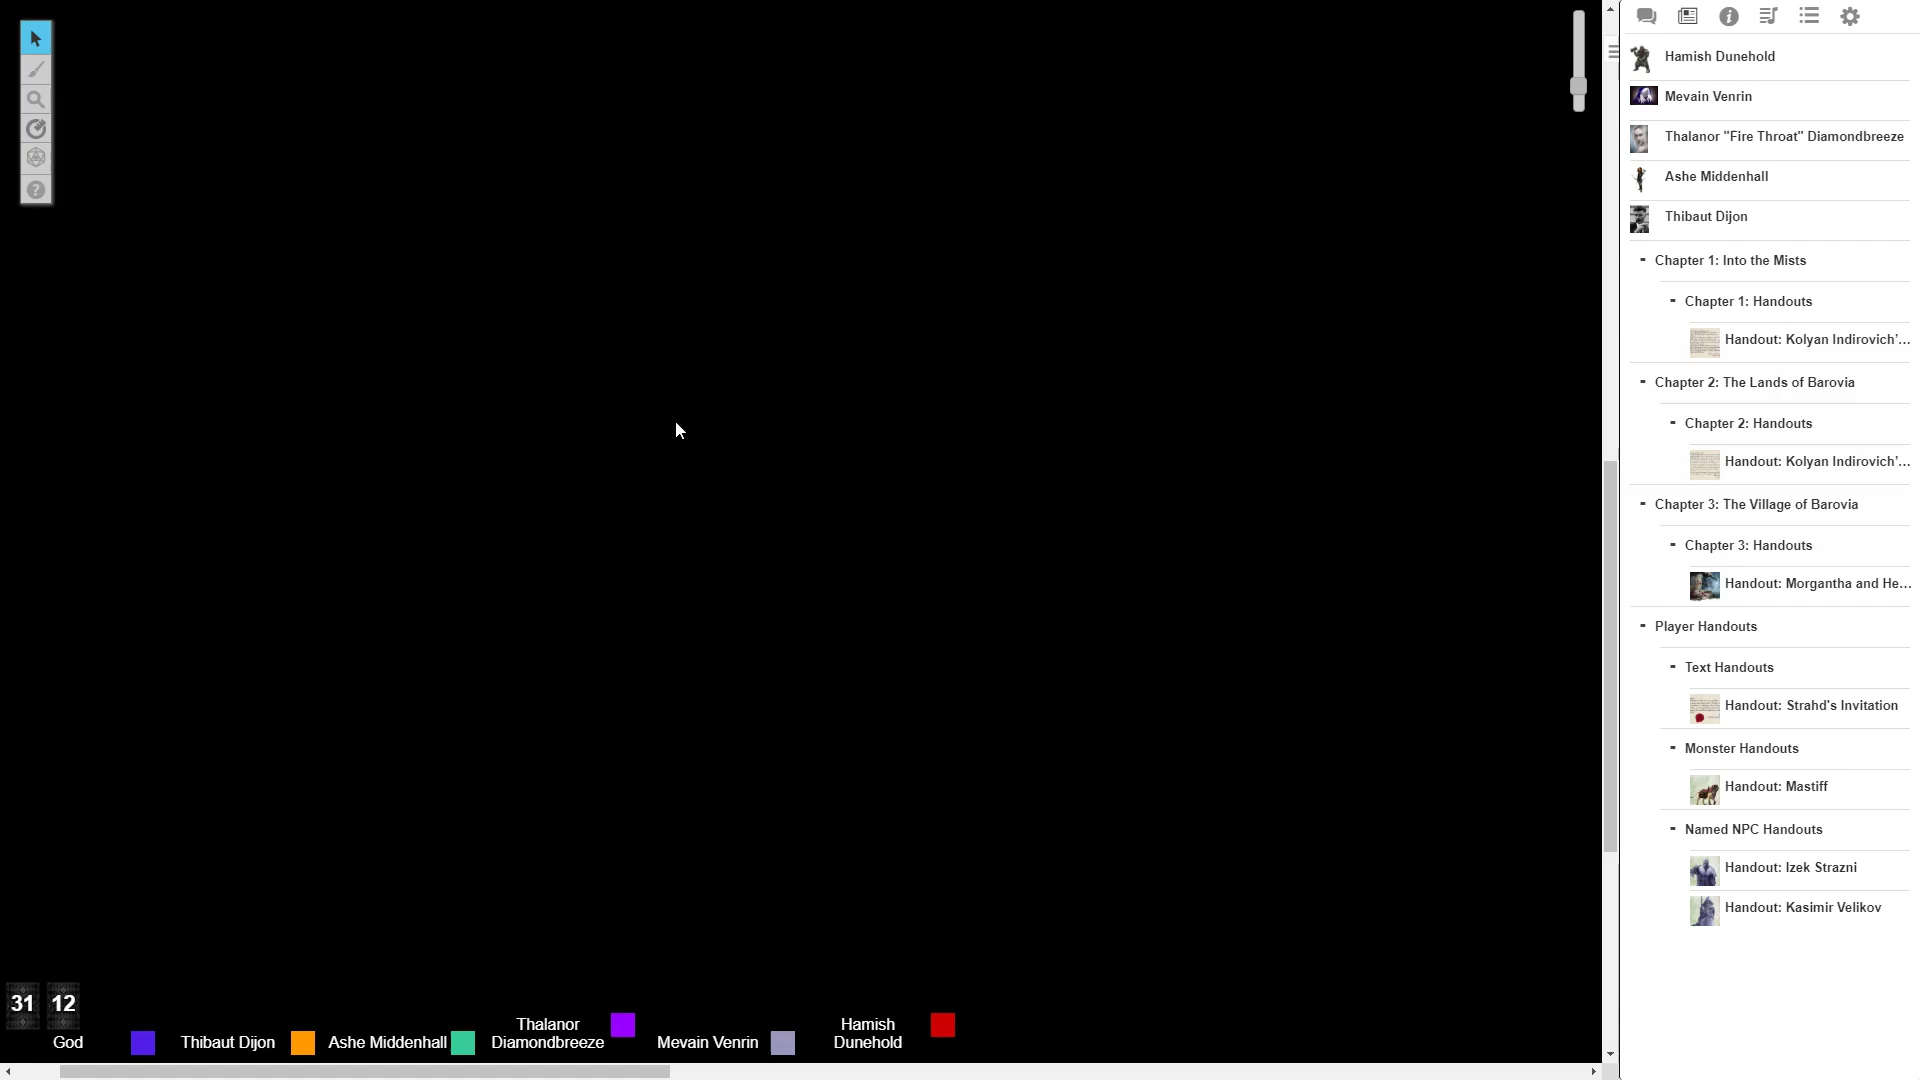 Hamish Dunehold
Mevain Venrin
Thalanor "Fire Throat" Diamondbreeze
Ashe Middenhall
Thibaut Dijon
Chapter 1: Into the Mists
Chapter 1: Handouts
Handout: Kolyan Indirovich’...
Chapter 2: The Lands of Barovia
Chapter 2: Handouts
Handout: Kolyan Indirovich’...
Chapter 3: The Village of Barovia
Chapter 3: Handouts
Handout: Morgantha and He...
Player Handouts
Text Handouts
Handout: Strahd's Invitation
Monster Handouts
Handout: Mastiff
Named NPC Handouts
Handout: Izek Strazni
Handout: Kasimir Velikov
31 12
God
Thibaut Dijon
Ashe Middenhall
Thalanor
Diamondbreeze
Mevain Venrin
Hamish
Dunehold